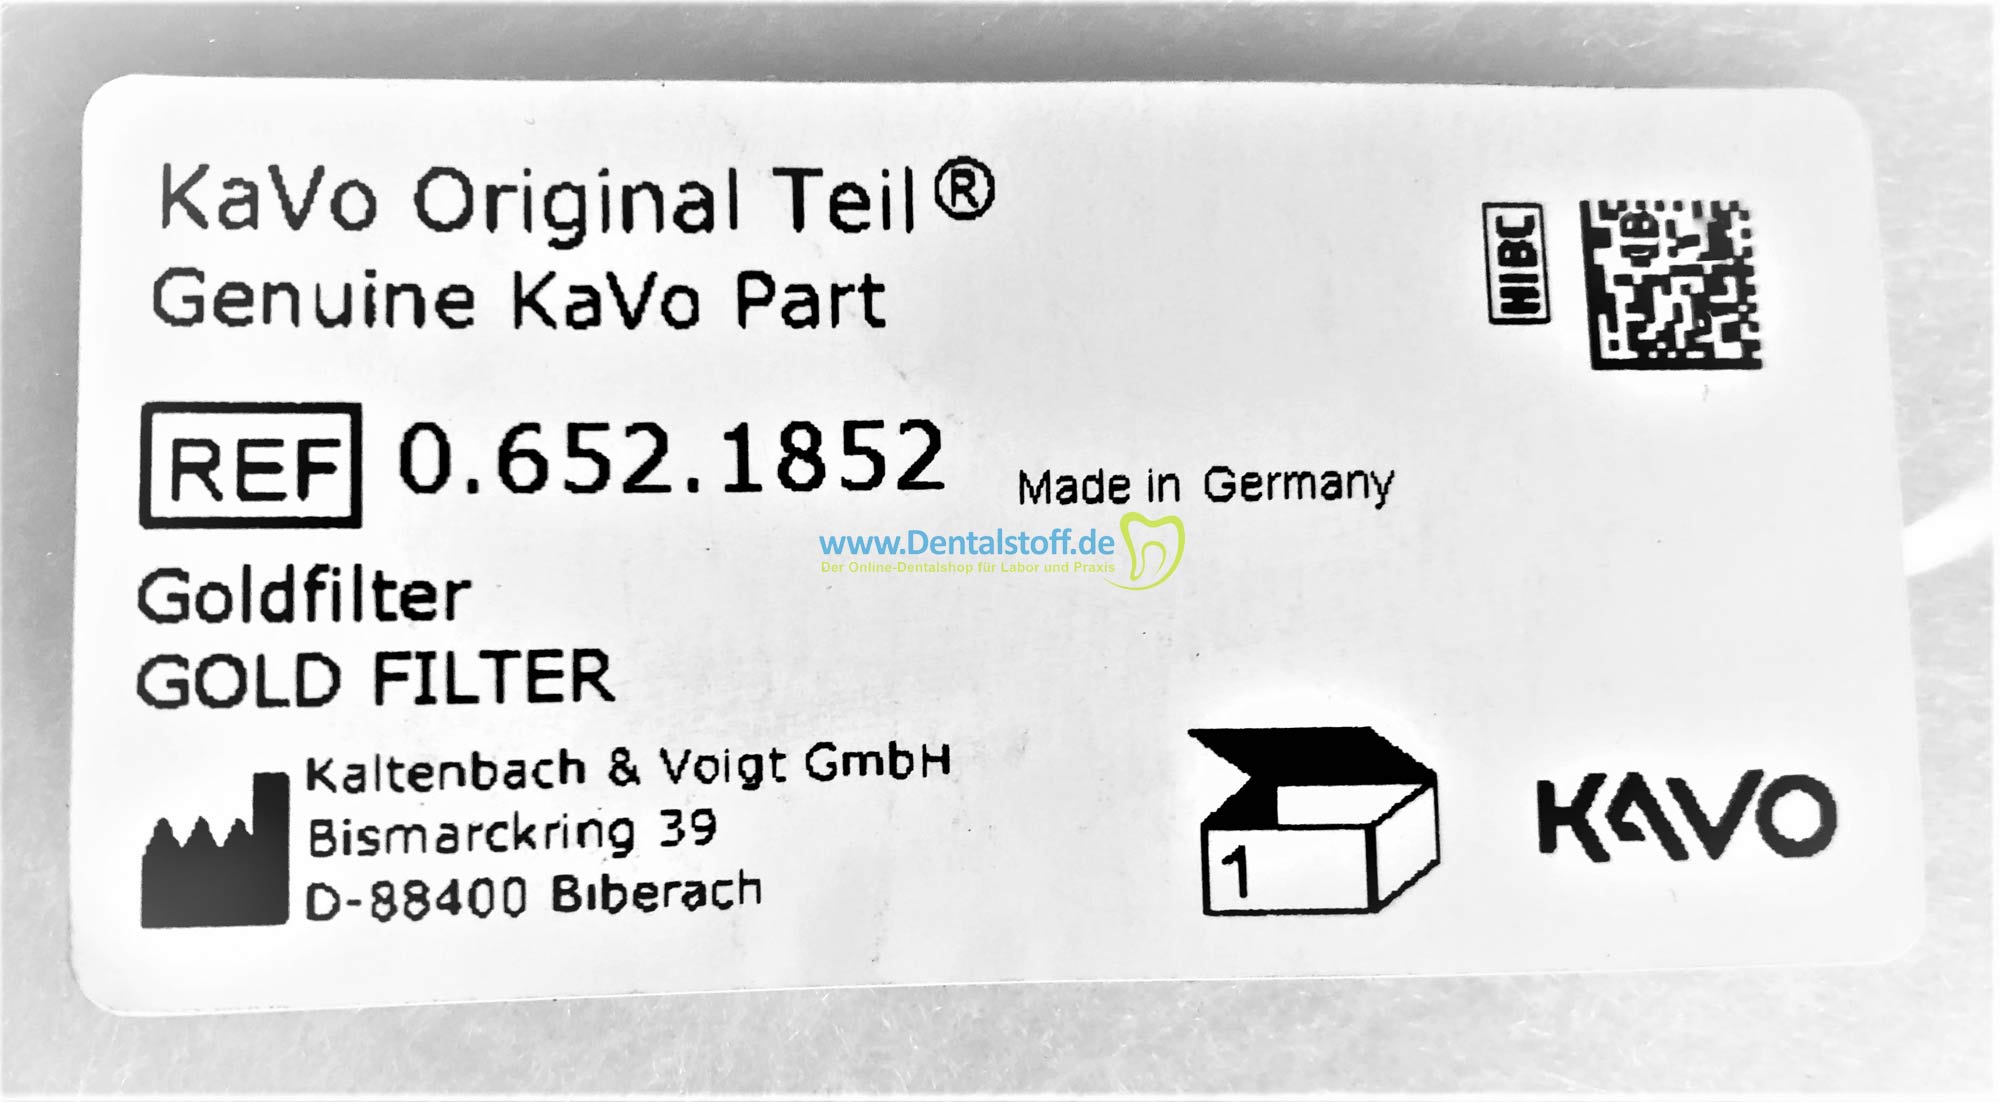 KaVo Original Teil®
Genuine KaVo Part
HIBC
REF 0.652.1852 Made in Germany
www.Dentalstoff.de
Der Online-Dentalshop für Labor und Praxis
Goldfilter
GOLD FILTER
Kaltenbach & Voigt GmbH
Bismarckring 39
D-88400 Biberach
1
KAVO